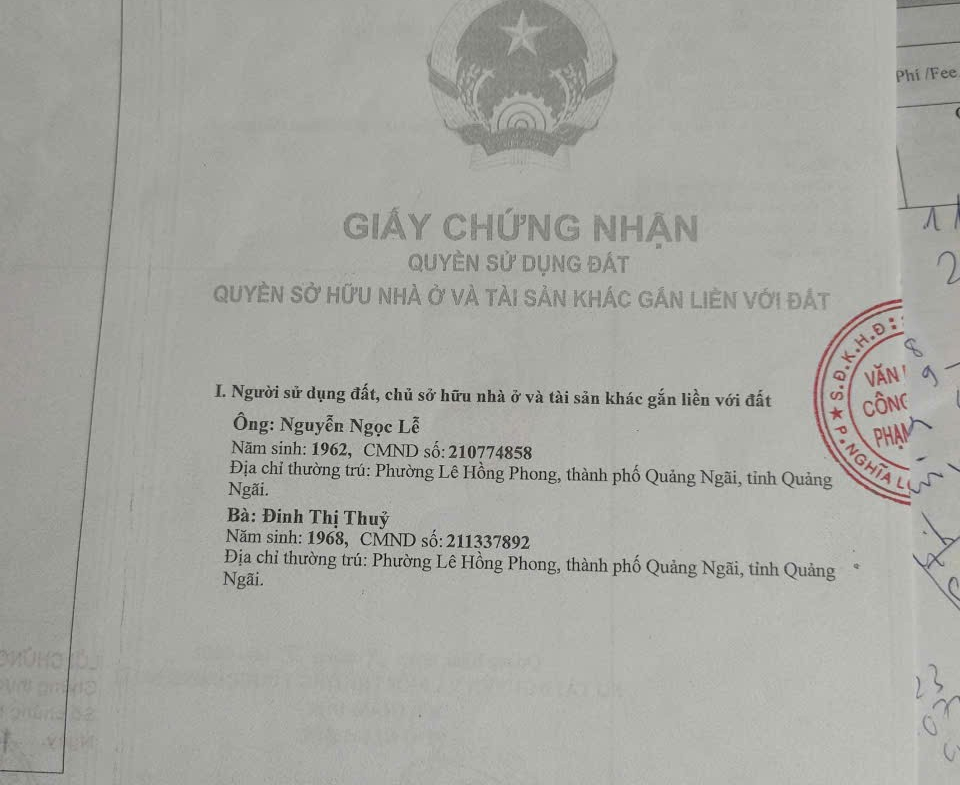 GIẤY CHỨNG NHẬN
QUYỀN SỬ DỤNG ĐẤT
QUYỀN SỞ HỮU NHÀ Ở VÀ TÀI SẢN KHÁC GẮN LIỀN VỚI ĐẤT
I. Người sử dụng đất, chủ sở hữu nhà ở và tài sản khác gắn liền với đất
Ông: Nguyễn Ngọc Lễ
Năm sinh: 1962, CMND số: 210774858
Địa chỉ thường trú: Phường Lê Hồng Phong, thành phố Quảng Ngãi, tỉnh Quảng
Ngãi.
Bà: Đinh Thị Thuỷ
Năm sinh: 1968, CMND số: 211337892
Địa chỉ thường trú: Phường Lê Hồng Phong, thành phố Quảng Ngãi, tỉnh Quảng
Ngãi.
S.Đ.K.H.Đ:
VĂN
CÔNG
PHẠM
P.NGHĨA L
Phí /Fee
23